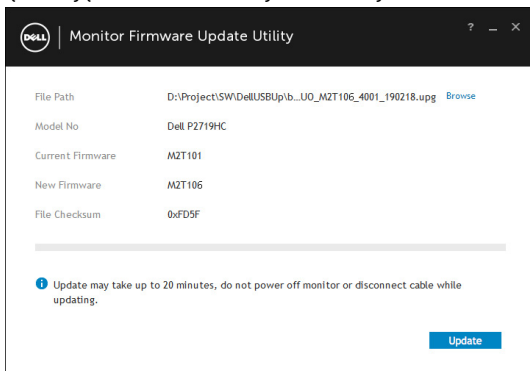 DELL
Monitor Firmware Update Utility
? _ ×
File Path D:\Project\SW\DellUSBUp\b...UO_M2T106_4001_190218.upg Browse
Model No Dell P2719HC
Current Firmware M2T101
New Firmware M2T106
File Checksum 0xFD5F
Update may take up to 20 minutes, do not power off monitor or disconnect cable while
updating.
Update